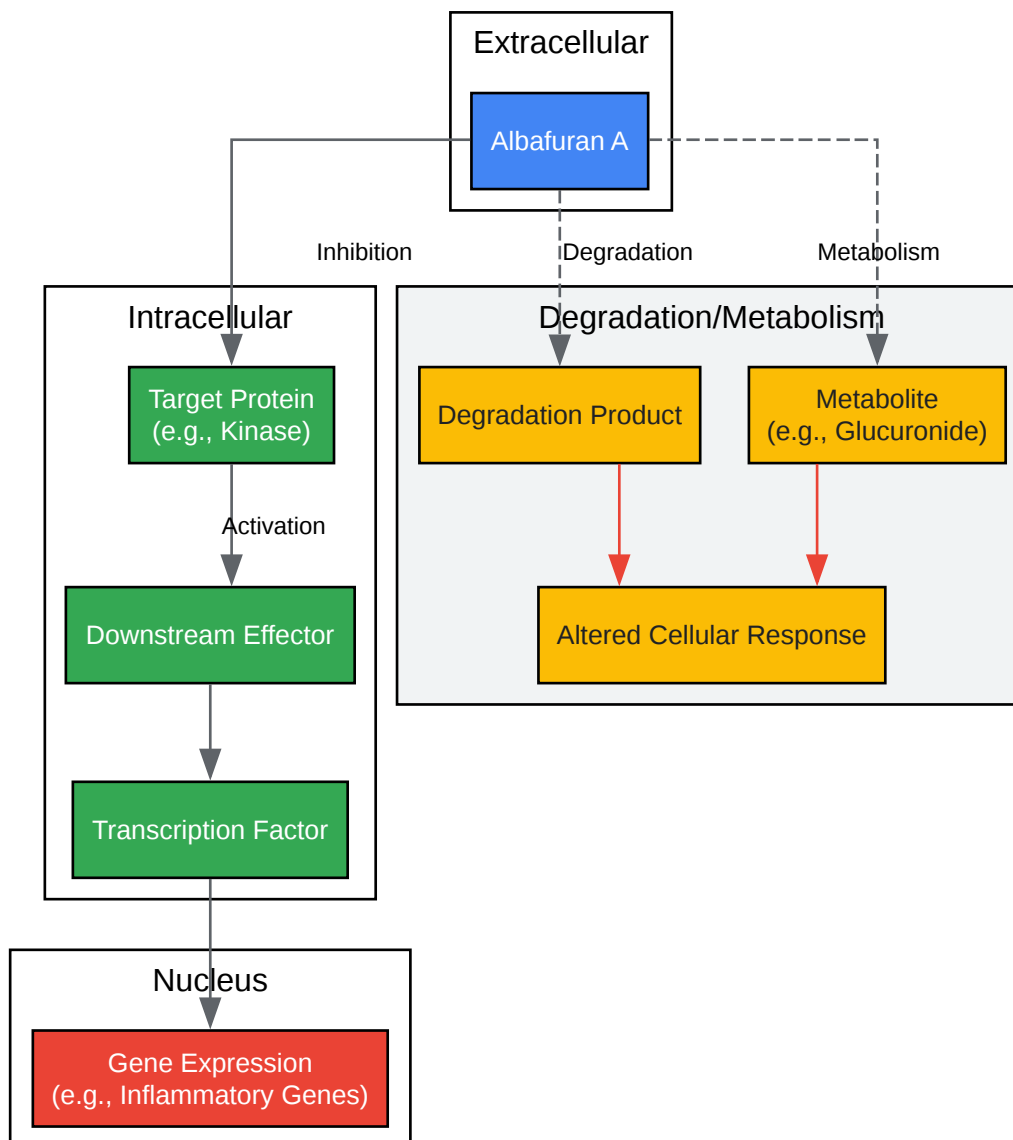 Extracellular
Albafuran A
Inhibition
Degradation
Metabolism
Intracellular
Degradation/Metabolism
Target Protein
(e.g., Kinase)
Degradation Product
Metabolite
(e.g., Glucuronide)
Activation
Downstream Effector
Altered Cellular Response
Transcription Factor
Nucleus
Gene Expression
(e.g., Inflammatory Genes)